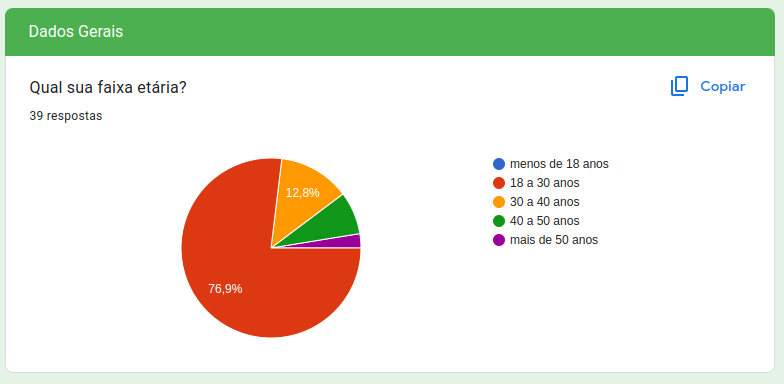 Dados Gerais
Qual sua faixa etária?
Copiar
39 respostas
12,8%
76,9%
menos de 18 anos
18 a 30 anos
30 a 40 anos
40 a 50 anos
mais de 50 anos